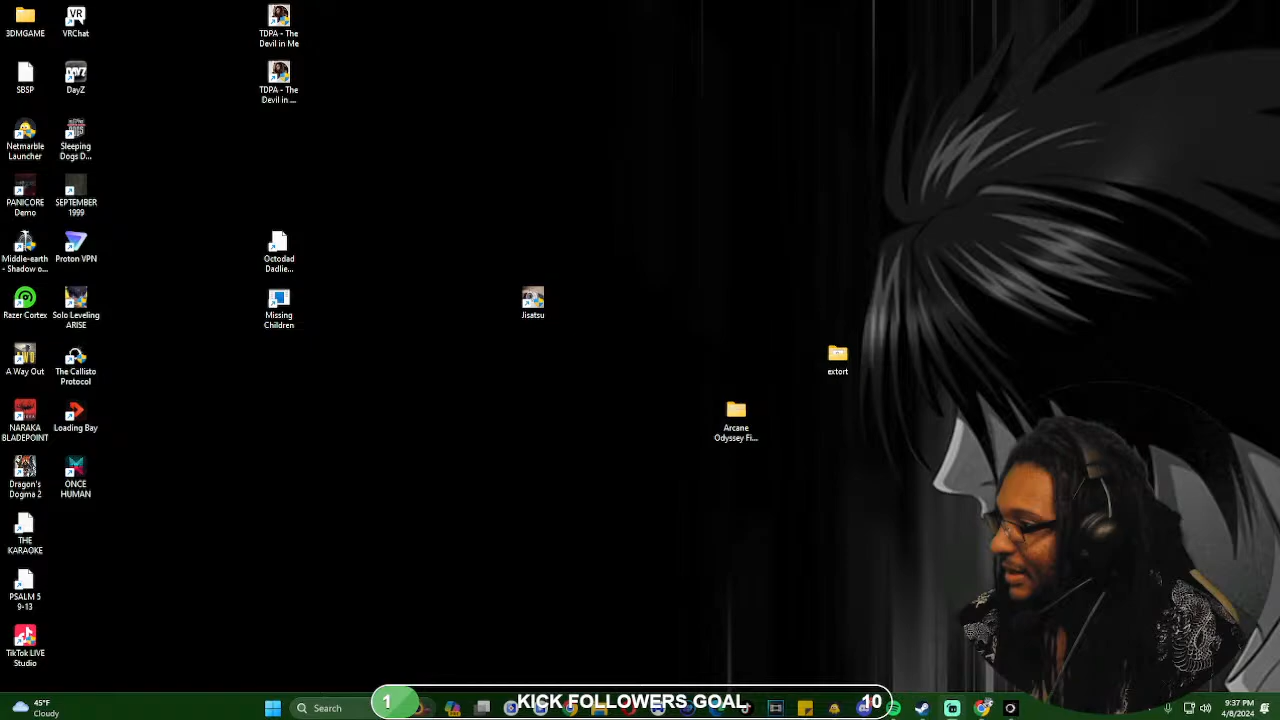 3DMGAME
VRChat
TDPA - The
Devil in Me
SB5P
DayZ
TDPA - The
Devil in ...
Netmarble
Launcher
Sleeping
Dogs D...
PANICORE
Demo
SEPTEMBER
1999
Middle-earth
- Shadow o...
Proton VPN
Octodad
Dadlie...
Razer Cortex
Solo Leveling
ARISE
Missing
Children
Jisatsu
A Way Out
The Callisto
Protocol
extort
NARAKA
BLADEPOINT
Loading Bay
Arcane
Odyssey Fi...
Dragon's
Dogma 2
ONCE
HUMAN
THE
KARAOKE
PSALM 5
9-13
TikTok LIVE
Studio
45°F
Cloudy
Search
1
KICK FOLLOWERS GOAL
10
9:37 PM
4/8/2024